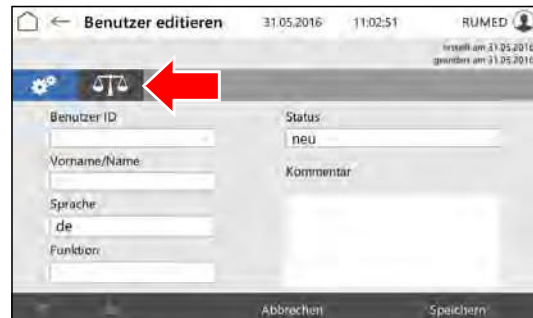 Benutzer editieren 31.05.2016 11:02:51 RUMED
erstellt am 31.05.2016
geändert am 31.05.2016
Benutzer ID Status
neu
Vorname/Name
Kommentar
Sprache
de
Funktion
Abbrechen Speichern